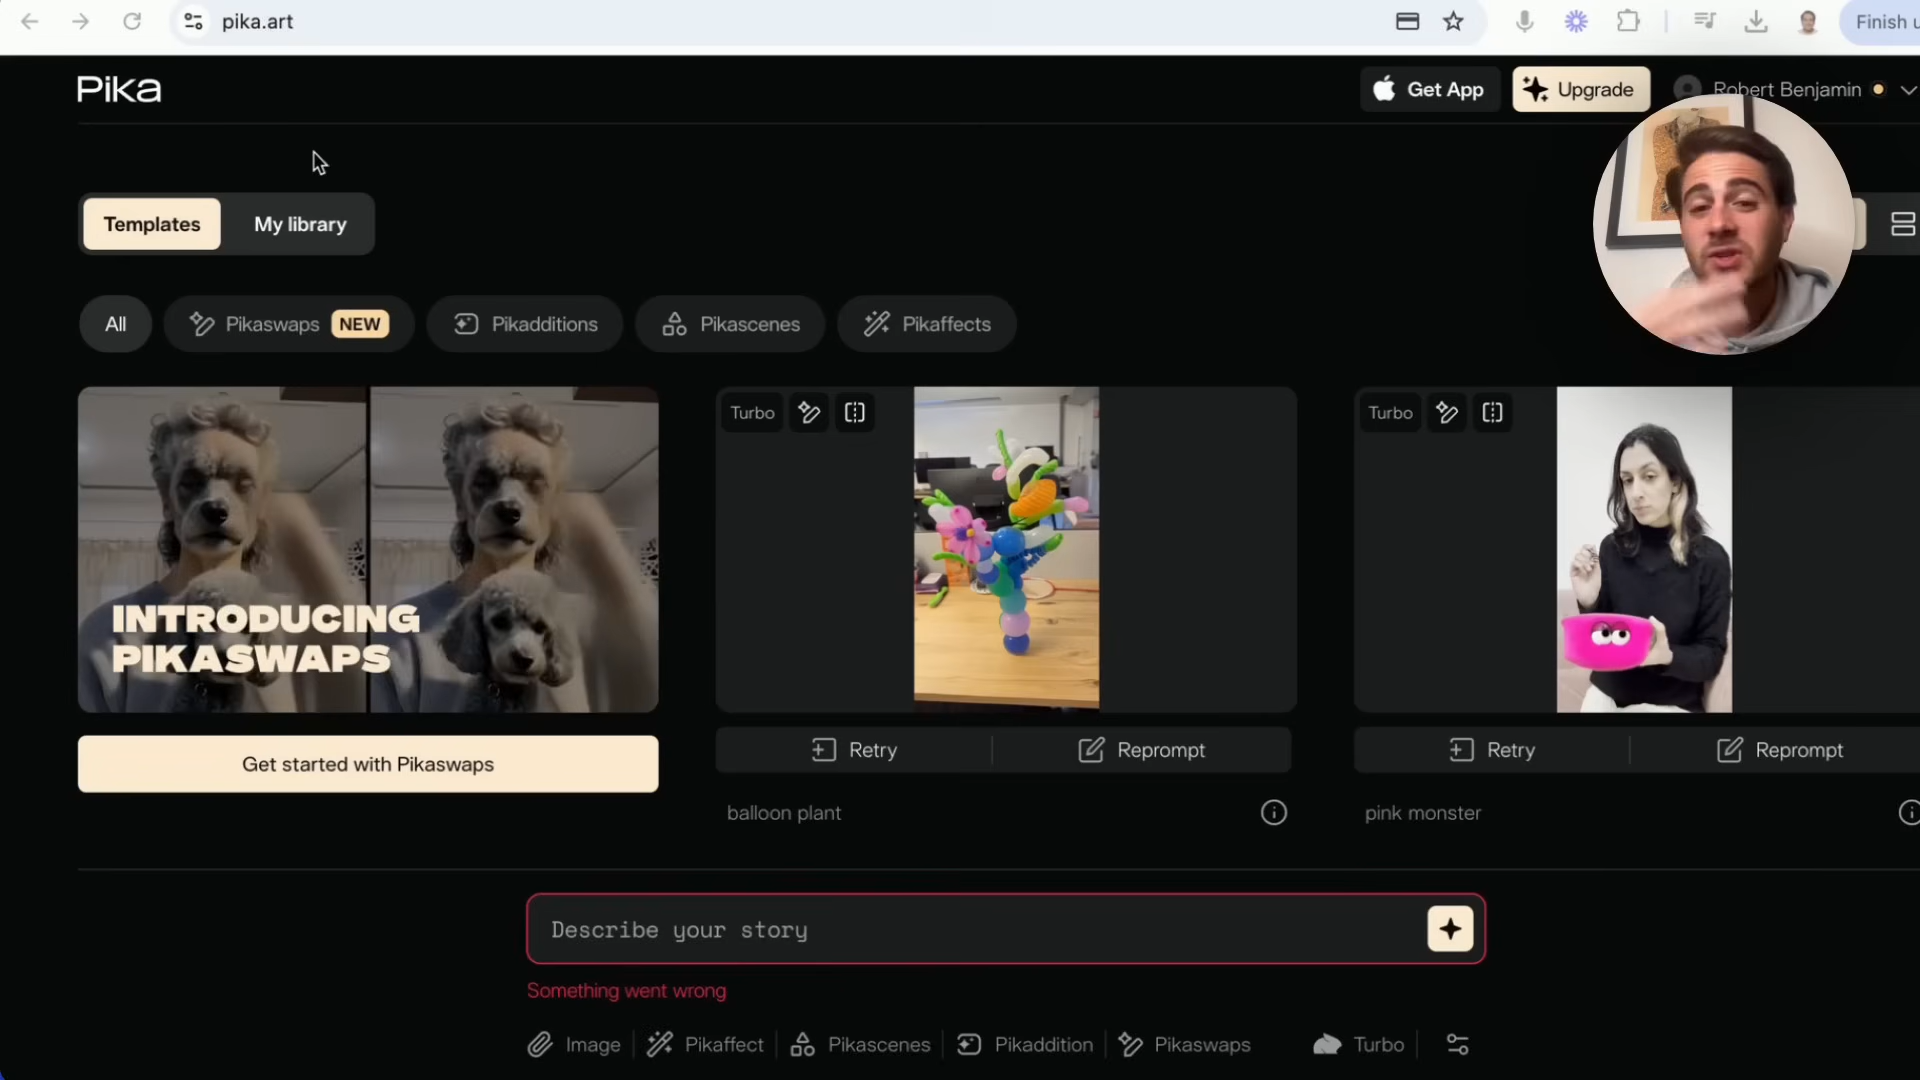 pika.art
Finish u
Pika
Get App
Upgrade
Robert Benjamin
Templates
My library
All
Pikaswaps NEW
Pikadditions
Pikascenes
Pikaffects
INTRODUCING
PIKASWAPS
Turbo
Turbo
Get started with Pikaswaps
Retry
Reprompt
Retry
Reprompt
balloon plant
pink monster
Describe your story
Something went wrong
Image
Pikaffect
Pikascenes
Pikaddition
Pikaswaps
Turbo